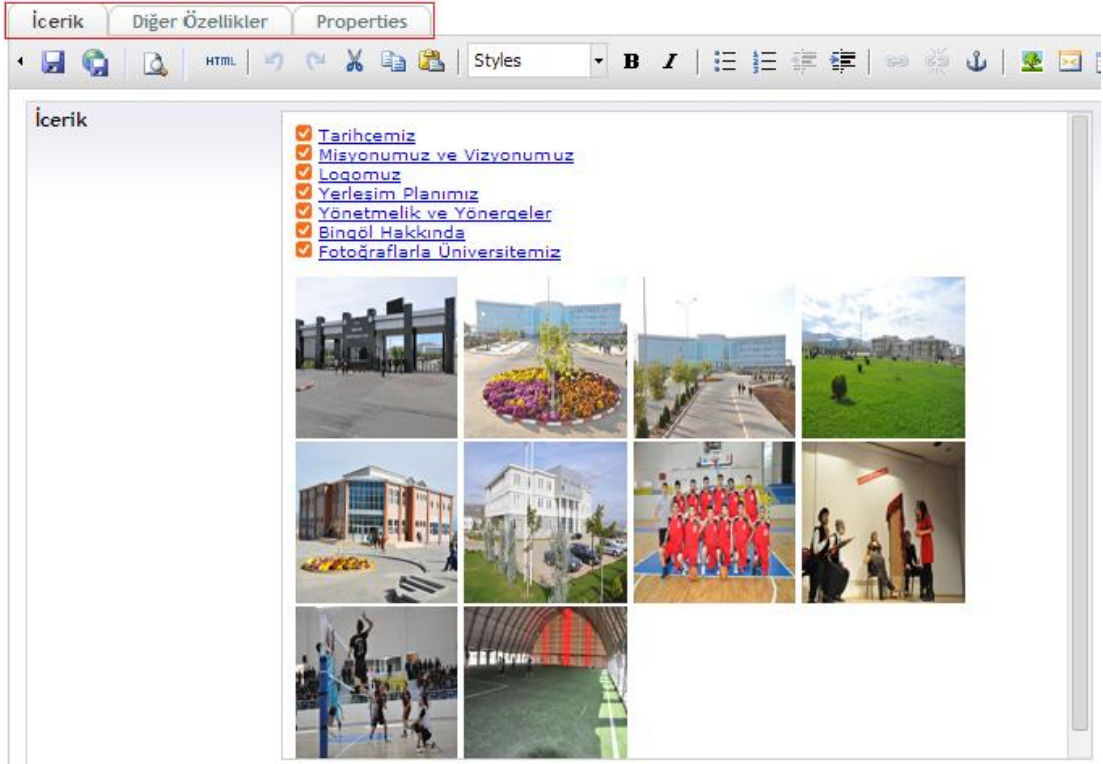 İcerik Diğer Özellikler Properties
HTML Styles B I
İcerik
Tarihçemiz
Misyonumuz ve Vizyonumuz
Logomuz
Yerleşim Planımız
Yönetmelik ve Yönergeler
Bingöl Hakkında
Fotoğraflarla Üniversitemiz